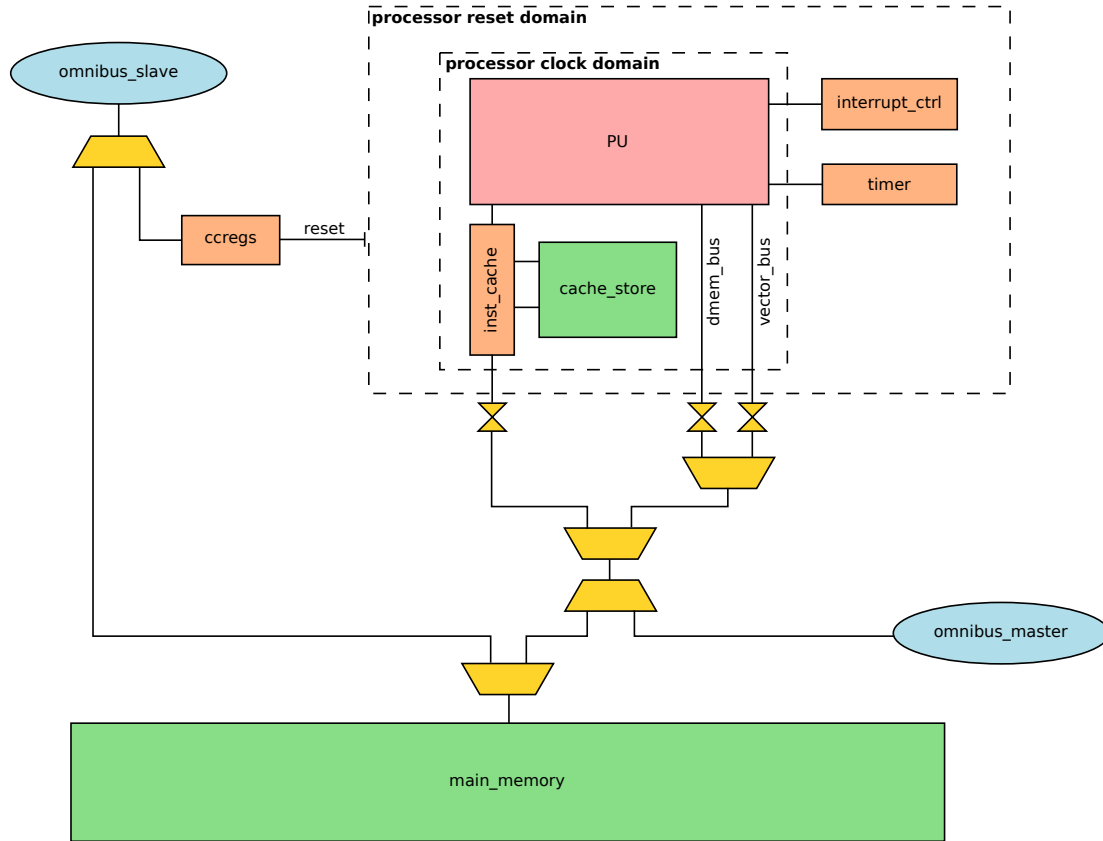 processor reset domain
omnibus_slave
processor clock domain
PU
interrupt_ctrl
timer
ccregs
reset
inst_cache
cache_store
dmem_bus
vector_bus
omnibus_master
main_memory